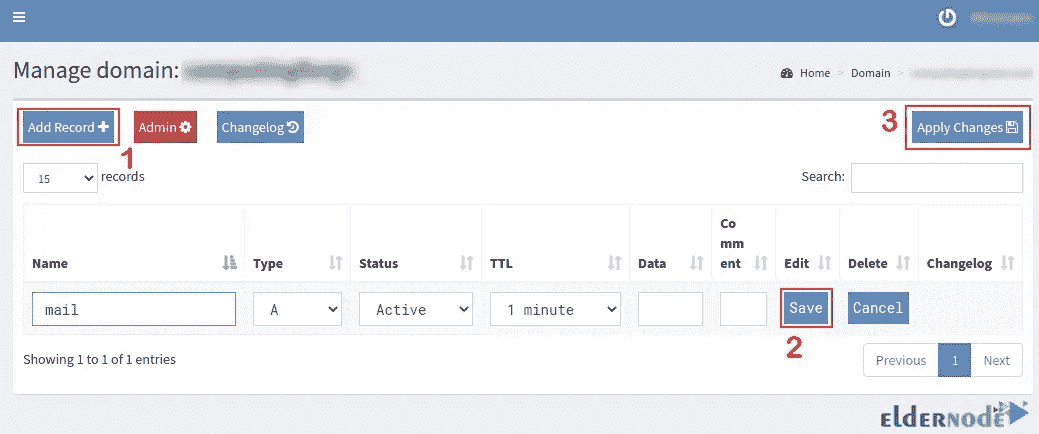 Manage domain:
Home > Domain >
Add Record Admin Changelog 3 Apply Changes
1
15 records Search:
Name Type Status TTL Data Comment Edit Delete Changelog
mail A Active 1 minute Save Cancel
2
Showing 1 to 1 of 1 entries Previous 1 Next
ELDERNODE